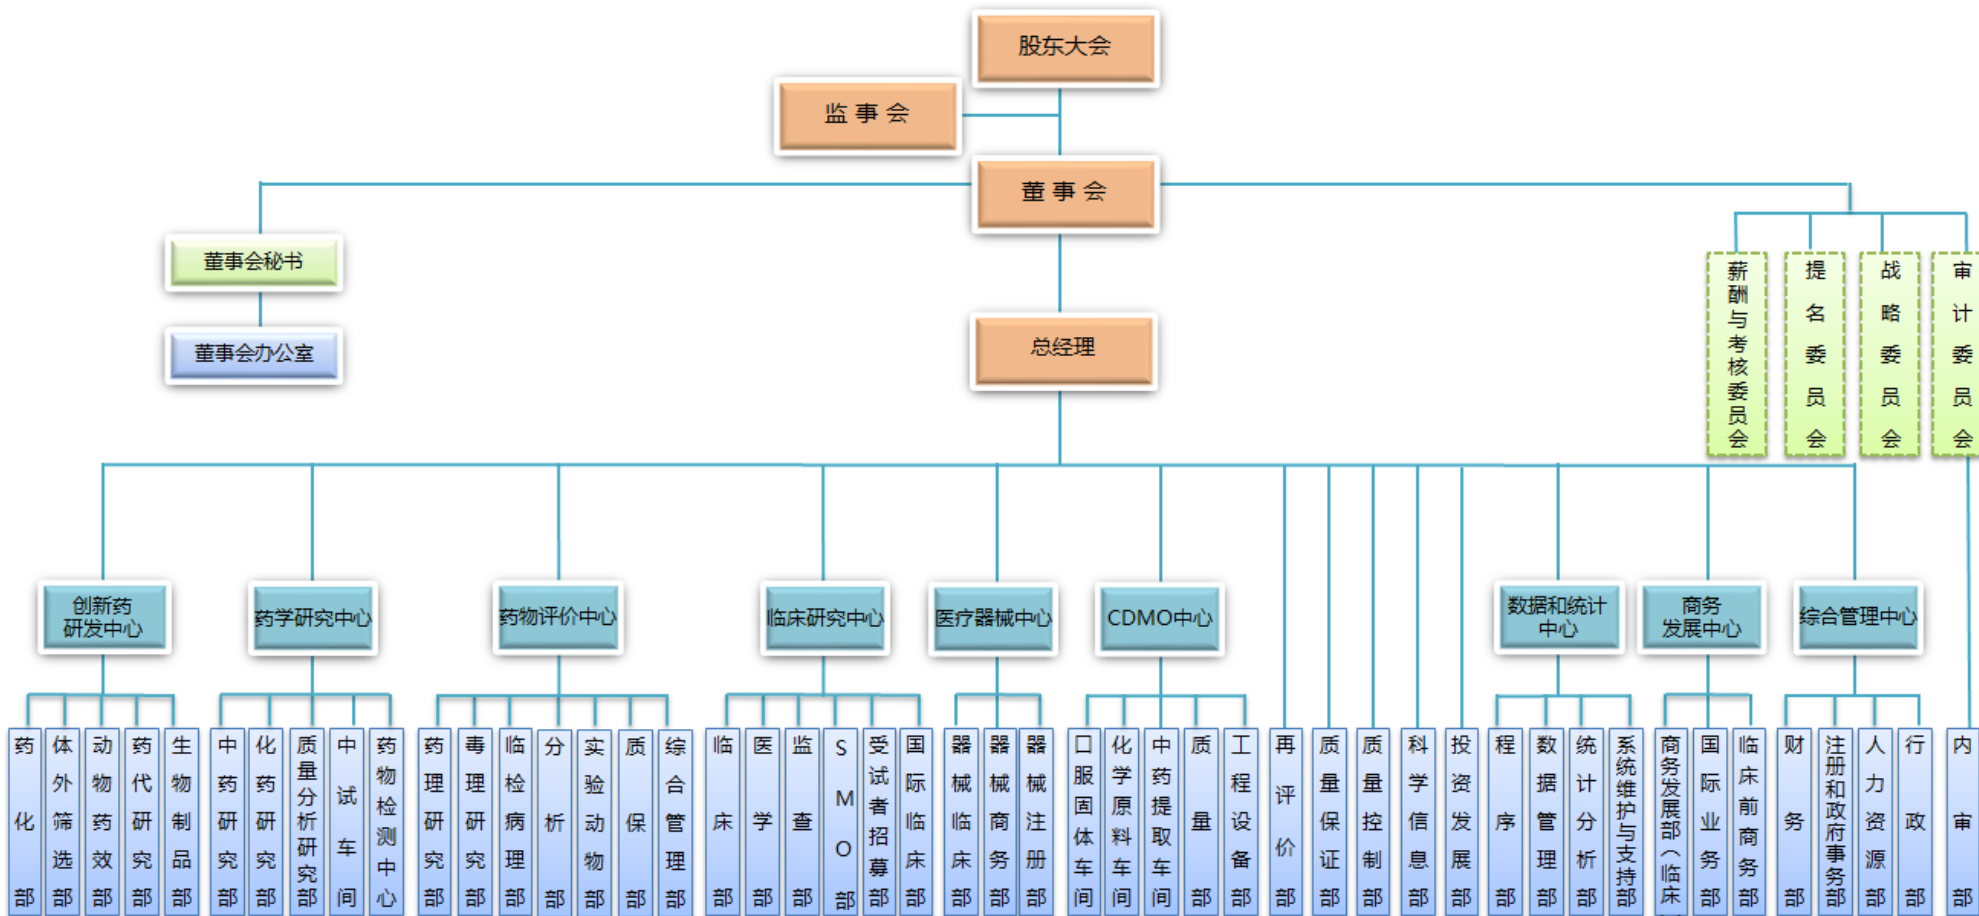 股东大会
监事会
董事会
董事会秘书
董事会办公室
总经理
薪酬与考核委员会
提名委员会
战略委员会
审计委员会
创新药
研发中心
药学研究中心
药物评价中心
临床研究中心
医疗器械中心
CDMO中心
数据和统计
中心
商务
发展中心
综合管理中心
药化部
体外筛选部
动物药效部
药代研究部
生物制品部
中药研究部
化药研究部
质量分析研究部
中试车间
药物检测中心
药理研究部
毒理研究部
临检病理部
分析部
实验动物部
质保部
综合管理部
临床部
医学部
监查部
SMO部
受试者招募部
国际临床部
器械临床部
器械商务部
器械注册部
口服固体车间
化学原料车间
中药提取车间
质量部
工程设备部
再评价部
质量保证部
质量控制部
科学信息部
投资发展部
程序部
数据管理部
统计分析部
系统维护与支持部
商务发展部（临床
国际业务部
临床前商务部
财务部
注册和政府事务部
人力资源部
行政部
内审部